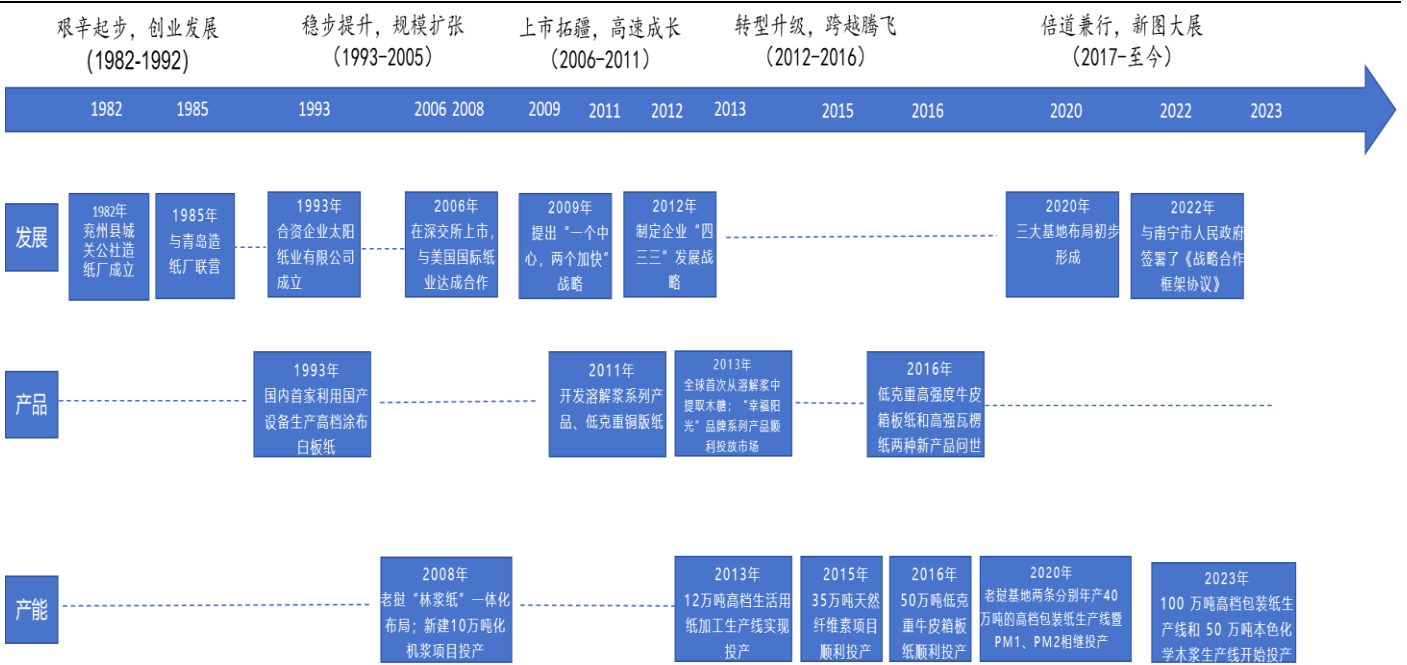 艰辛起步，创业发展
(1982-1992)
稳步提升，规模扩张
（1993-2005）
上市拓疆，高速成长
（2006-2011）
转型升级，跨越腾飞
（2012-2016）
倍道兼行，新图大展
（2017-至今）
1982 1985 1993 2006 2008 2009 2011 2012 2013 2015 2016 2020 2022 2023
发展
1982年
兖州县城
关公社造
纸厂成立
1985年
与青岛造
纸厂联营
1993年
合资企业太阳
纸业有限公司
成立
2006年
在深交所上市，
与美国国际纸
业达成合作
2009年
提出“一个中
心，两个加快”
战略
2012年
制定企业“四
三三”发展战
略
2020年
三大基地布局初步
形成
2022年
与南宁市人民政府
签署了《战略合作
框架协议》
产品
1993年
国内首家利用国产
设备生产高档涂布
白板纸
2011年
开发溶解浆系列产
品、低克重铜版纸
2013年
全球首次从溶解浆中
提取木糖；“幸福阳
光”品牌系列产品顺
利投放市场
2016年
低克重高强度牛皮
箱板纸和高强瓦楞
纸两种新产品问世
产能
2008年
老挝“林浆纸”一体化
布局；新建10万吨化
机浆项目投产
2013年
12万吨高档生活用
纸加工生产线实现
投产
2015年
35万吨天然
纤维素项目
顺利投产
2016年
50万吨低克
重牛皮箱板
纸顺利投产
2020年
老挝基地两条分别年产40
万吨的高档包装纸生产线暨
PM1、PM2相继投产
2023年
100 万吨高档包装纸生
产线和 50 万吨本色化
学木浆生产线开始投产